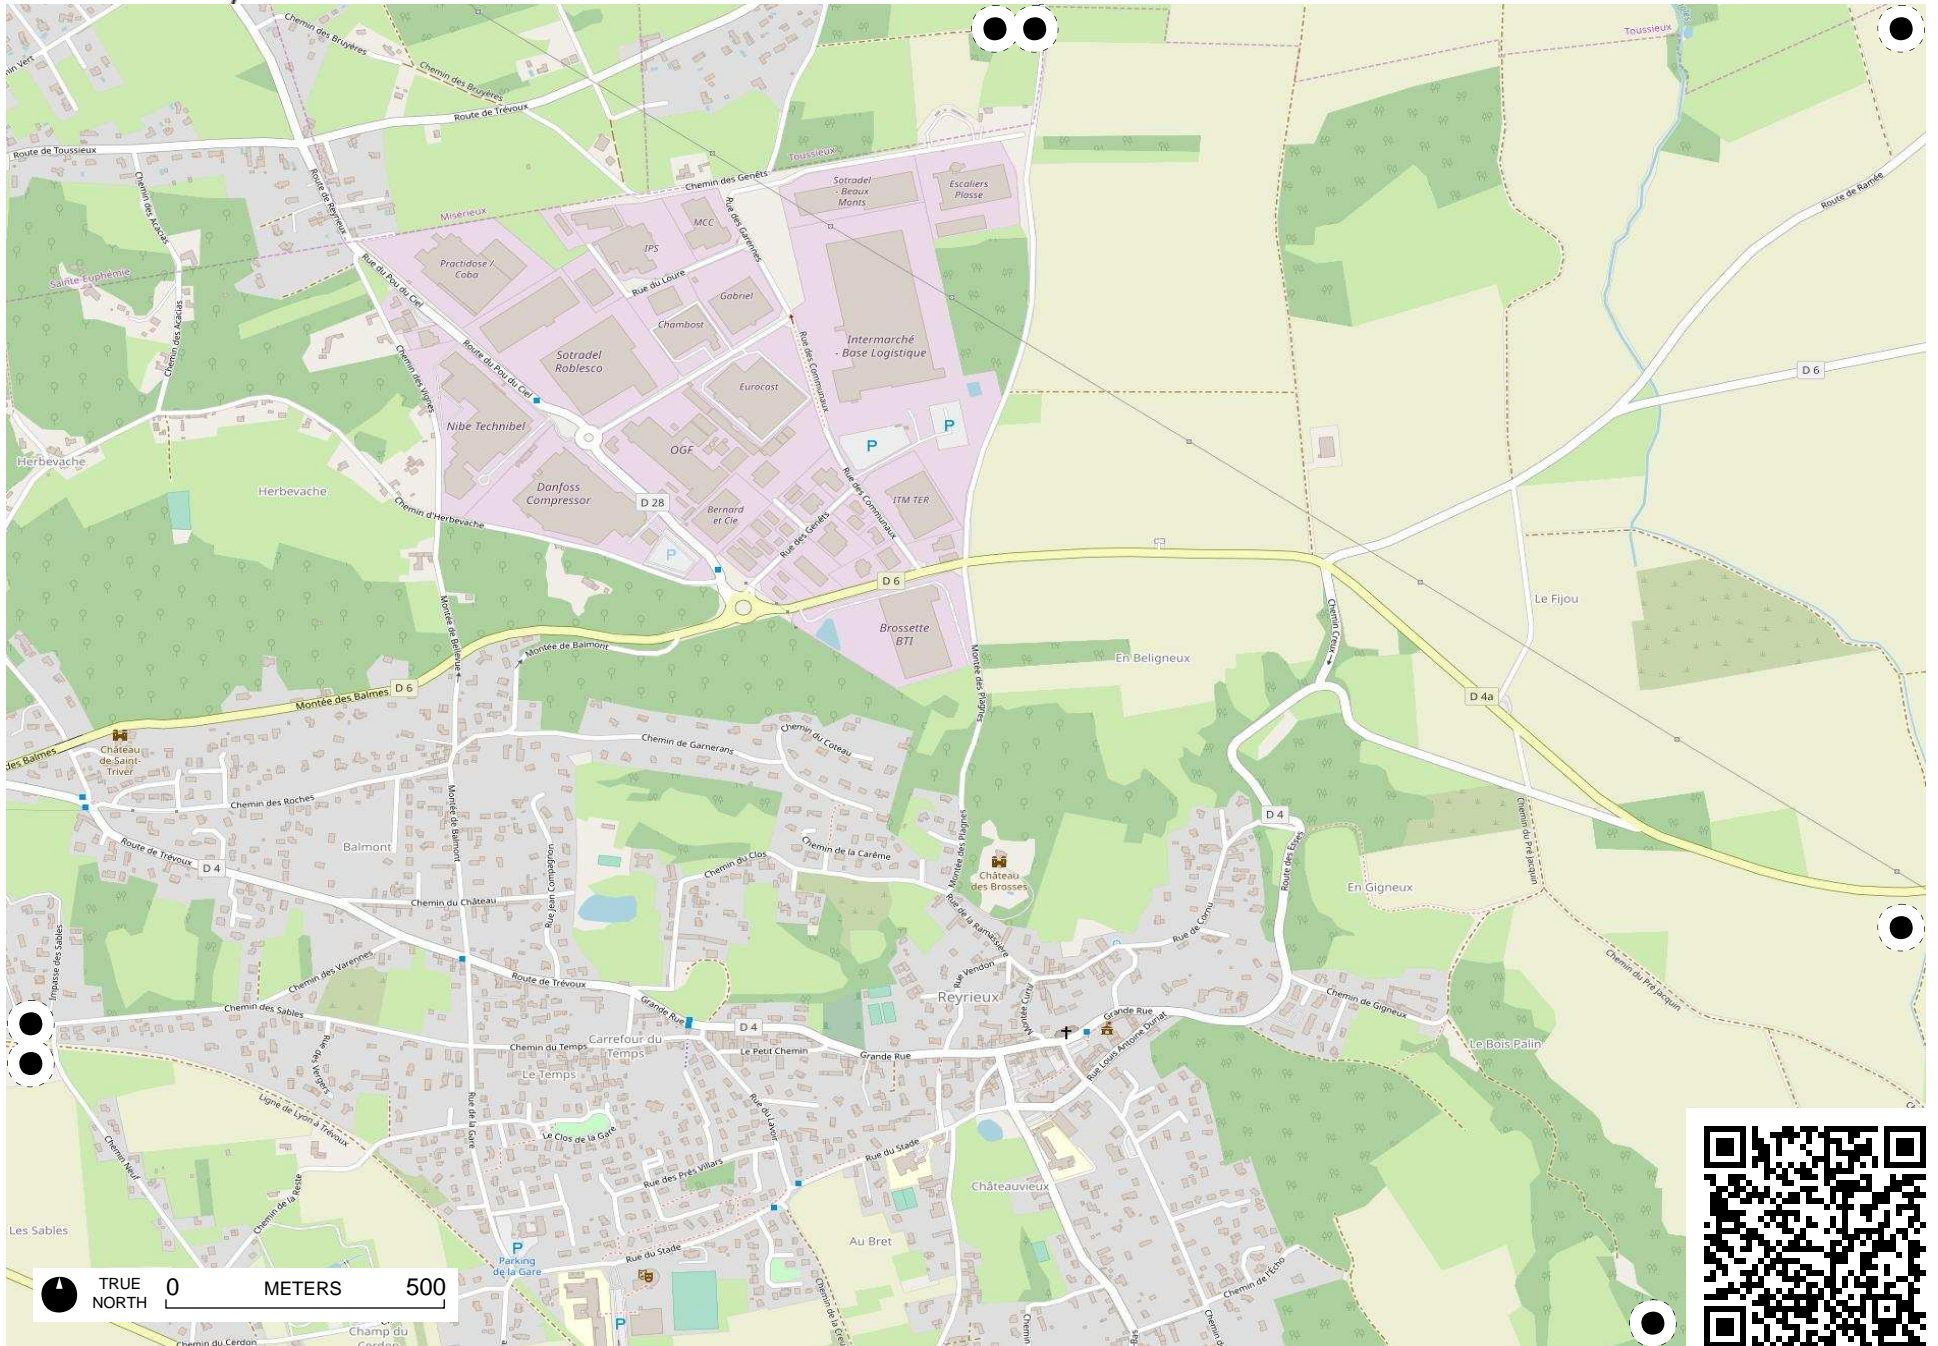 Chemin des Bruyères
Toussieux
Chemin des Bruyères
Route de Trévoux
Route de Toussieux
Toussieux
Chemin des Genêts
Chemin des Acacias
Route de Reyrieux
Sotradel
- Beaux
Monts
Escaliers
Plasse
Route de Ramée
Misérieux
MCC
Rue des Garennes
IPS
Practidose /
Coba
Sainte Euphémie
Rue du Pou du Ciel
Rue du Loure
Gabriel
Chemin des Acacias
Chambost
Intermarché
- Base Logistique
Sotradel
Roblesco
Route du Pou du Ciel
Chemin des Vignes
Rue des Communaux
Eurocast
D 6
Nibe Technibel
P
P
OGF
Herbevache
Herbevache
Danfoss
Compressor
D 28
Bernard
et Cie
ITM TER
Rue des Communaux
Chemin d'Herbevache
Rue des Genêts
P
D 6
Le Fijou
Chemin Creux
Montée de Bellevue
Brossette
BTI
Montée de Balmont
En Beligneux
Montée des Plagnes
D 6
Montée des Balmes
D 4a
des Balmes
Château
de Saint-
Triver
Chemin de Garnerans
Chemin du Coteau
Chemin des Roches
Montée de Balmont
D 4
Route de Trévoux
D 4
Balmont
Rue Jean Compagnon
Chemin du Clos
Chemin de la Carême
Montée des Plagnes
Château
des Brosses
Route des Esses
Chemin du Pré Jacquin
En Gigneux
Chemin du Château
Rue de la Ramassière
Rue de Cornu
Impasse des Sables
Chemin des Varennes
Route de Trévoux
Rue Vendon
Reyrieux
Chemin du Pré Jacquin
Chemin de Gigneux
Chemin des Sables
Grande Rue
D 4
Montée Curty
Grande Rue
Rue des Vergers
Chemin du Temps
Carrefour du
Temps
Le Petit Chemin
Grande Rue
Rue Louis Antoine Duriat
Le Bois Palin
Le Temps
Ligne de Lyon à Trévoux
Rue de la Gare
Rue du Lavoir
Le Clos de la Gare
Chemin Neuf
Rue du Stade
Rue des Prés Villars
Châteauvieux
Chemin de la Reste
Les Sables
P
Parking
de la Gare
Rue du Stade
Au Bret
Chemin de l'Écho
TRUE
NORTH
0
METERS
500
P
Chemin du Cerdon
Champ du
Chemin